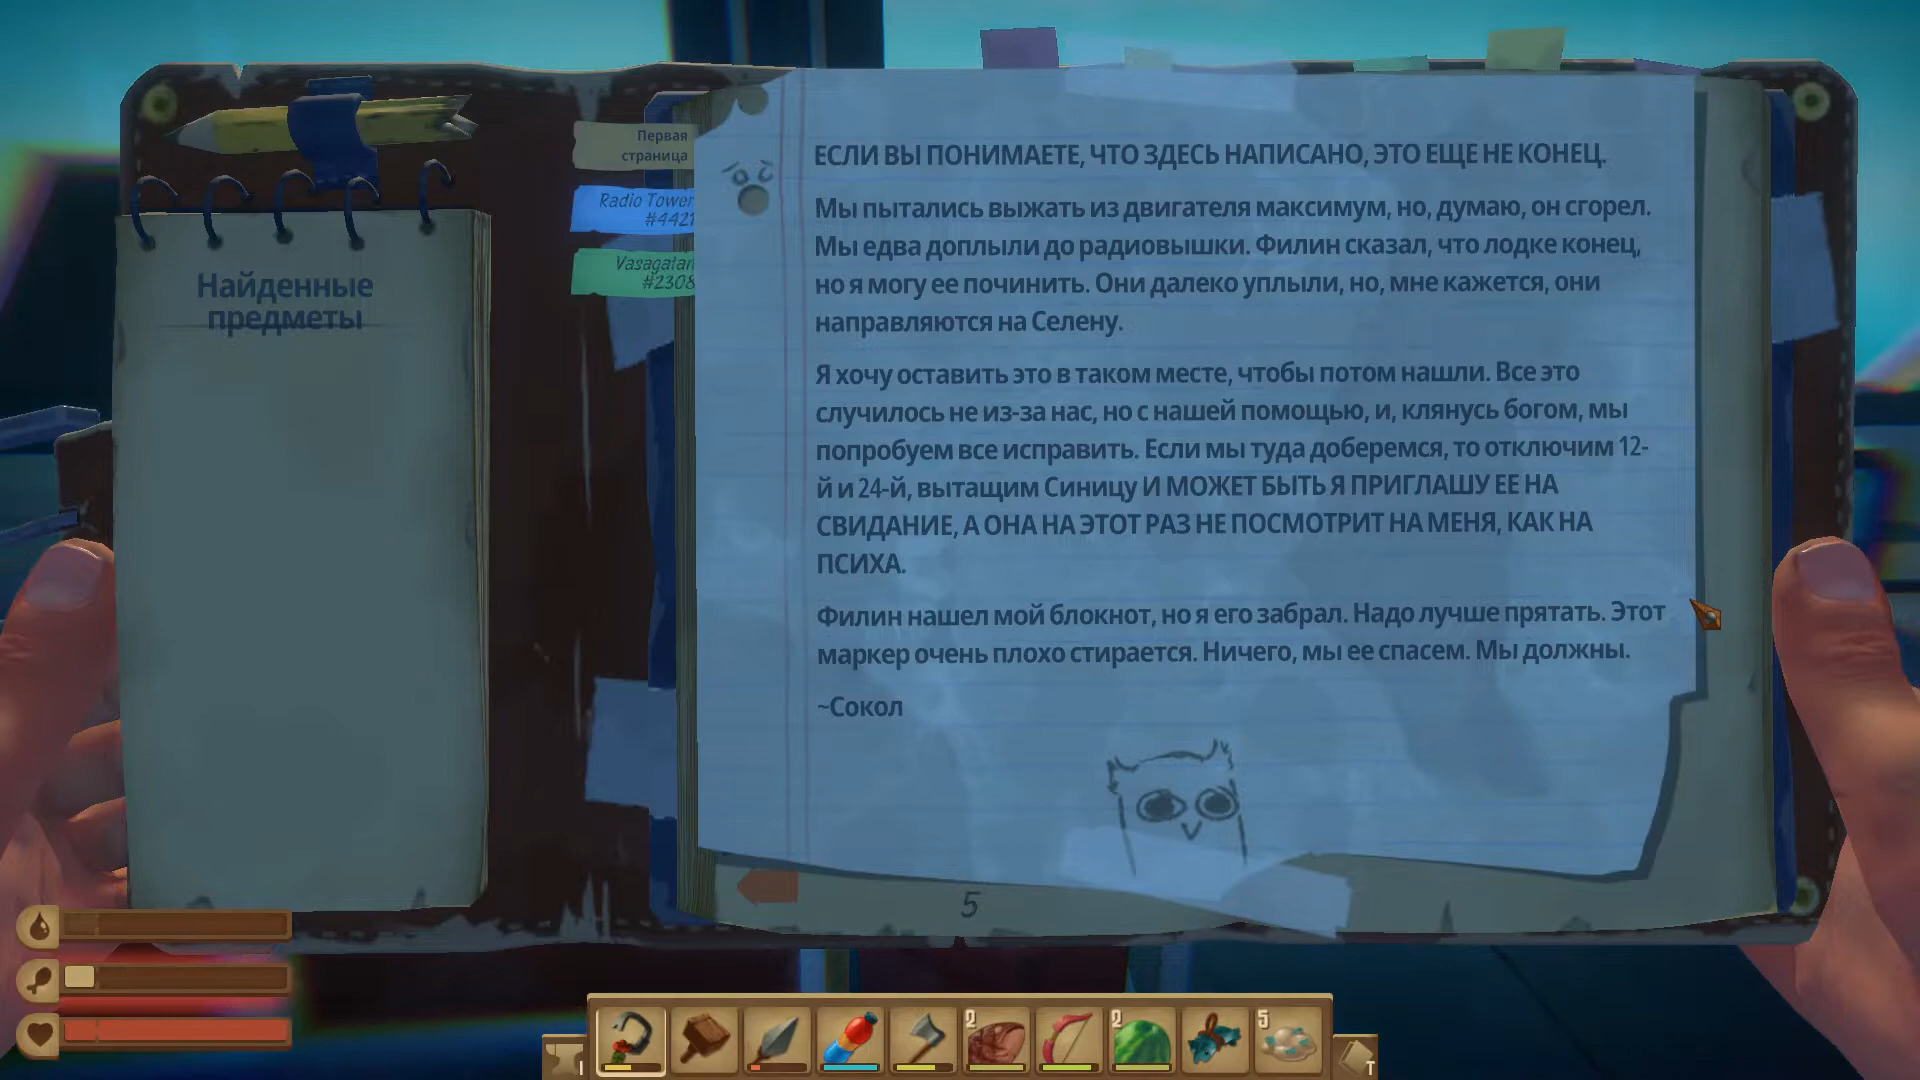 Найденные
предметы
Первая
страница
Radio Tower
#4421
Vasagatan
#2308
ЕСЛИ ВЫ ПОНИМАЕТЕ, ЧТО ЗДЕСЬ НАПИСАНО, ЭТО ЕЩЕ НЕ КОНЕЦ.
Мы пытались выжать из двигателя максимум, но, думаю, он сгорел.
Мы едва доплыли до радиовышки. Филин сказал, что лодке конец,
но я могу ее починить. Они далеко уплыли, но, мне кажется, они
направляются на Селену.
Я хочу оставить это в таком месте, чтобы потом нашли. Все это
случилось не из-за нас, но с нашей помощью, и, клянусь богом, мы
попробуем все исправить. Если мы туда доберемся, то отключим 12-
й и 24-й, вытащим Синицу И МОЖЕТ БЫТЬ Я ПРИГЛАШУ ЕЕ НА
СВИДАНИЕ, А ОНА НА ЭТОТ РАЗ НЕ ПОСМОТРИТ НА МЕНЯ, КАК НА
ПСИХА.
Филин нашел мой блокнот, но я его забрал. Надо лучше прятать. Этот
маркер очень плохо стирается. Ничего, мы ее спасем. Мы должны.
~Сокол
5
I
2
2
5
T